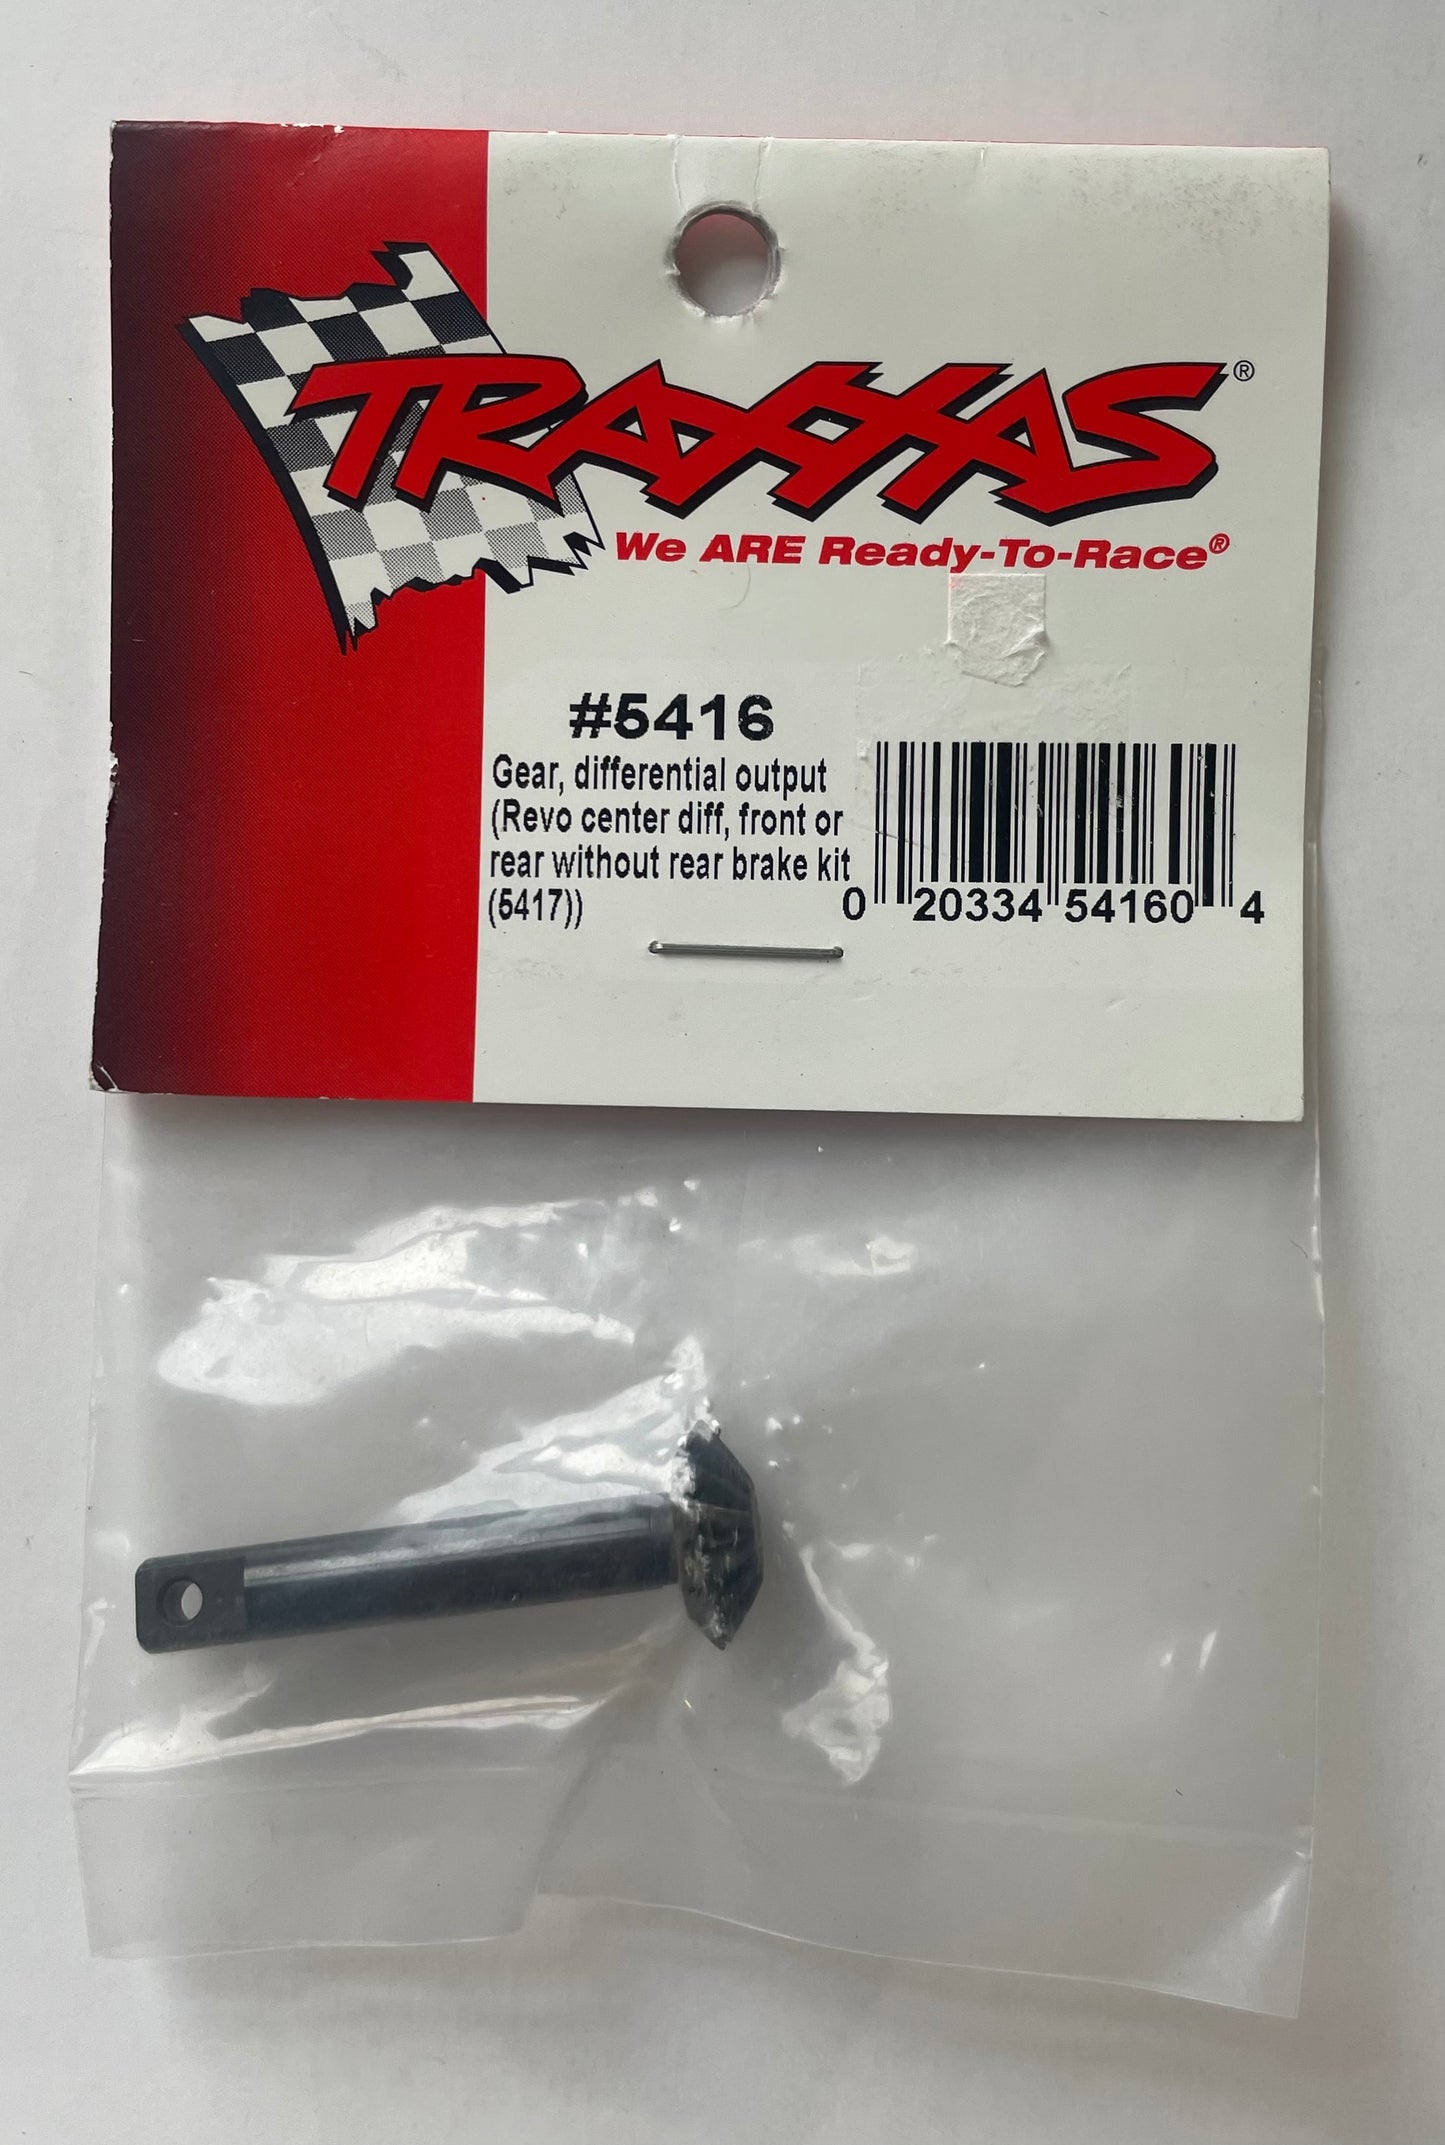 TRAXXAS®
We ARE Ready-To-Race®
#5416
Gear, differential output
(Revo center diff, front or
rear without rear brake kit
(5417))
0 20334 54160 4